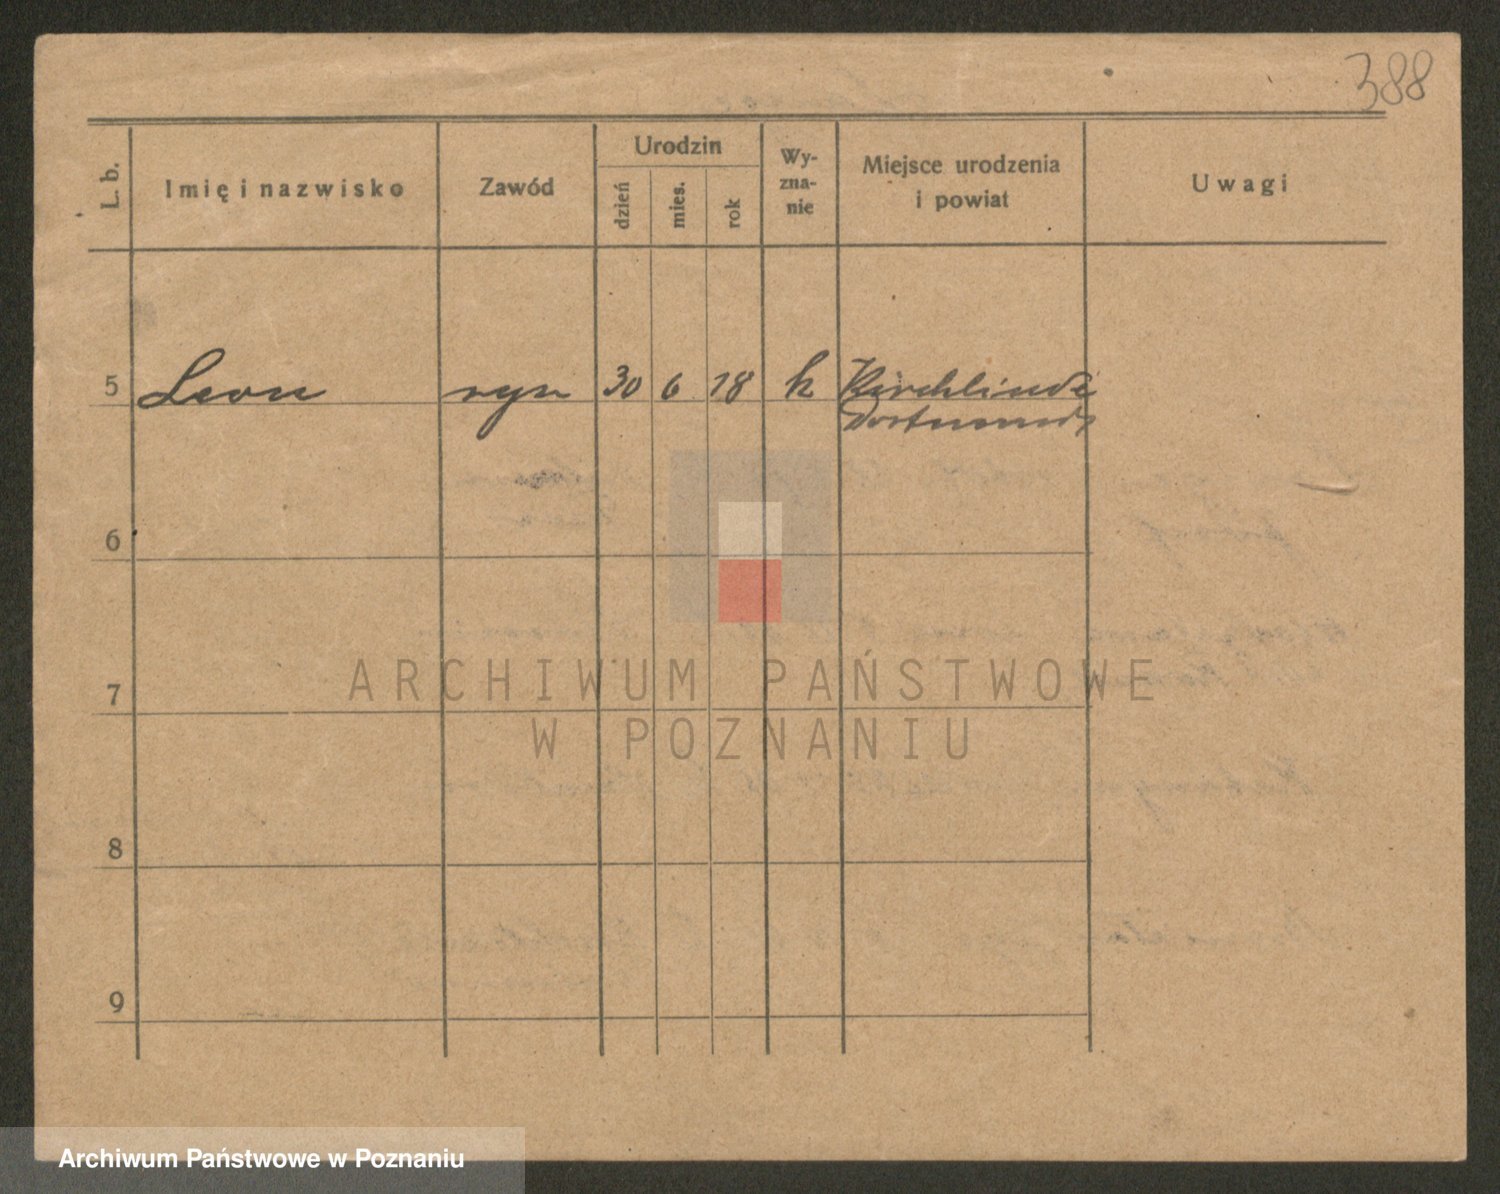 388
L. b.
Imię i nazwisko
Zawód
Urodzin
dzień
mies.
rok
Wy-
zna-
nie
Miejsce urodzenia
i powiat
Uwagi
5 Leon syn 30 6 18 k Kirchlinde
Dortmund
6
7
8
9
ARCHIWUM PAŃSTWOWE
W POZNANIU
Archiwum Państwowe w Poznaniu